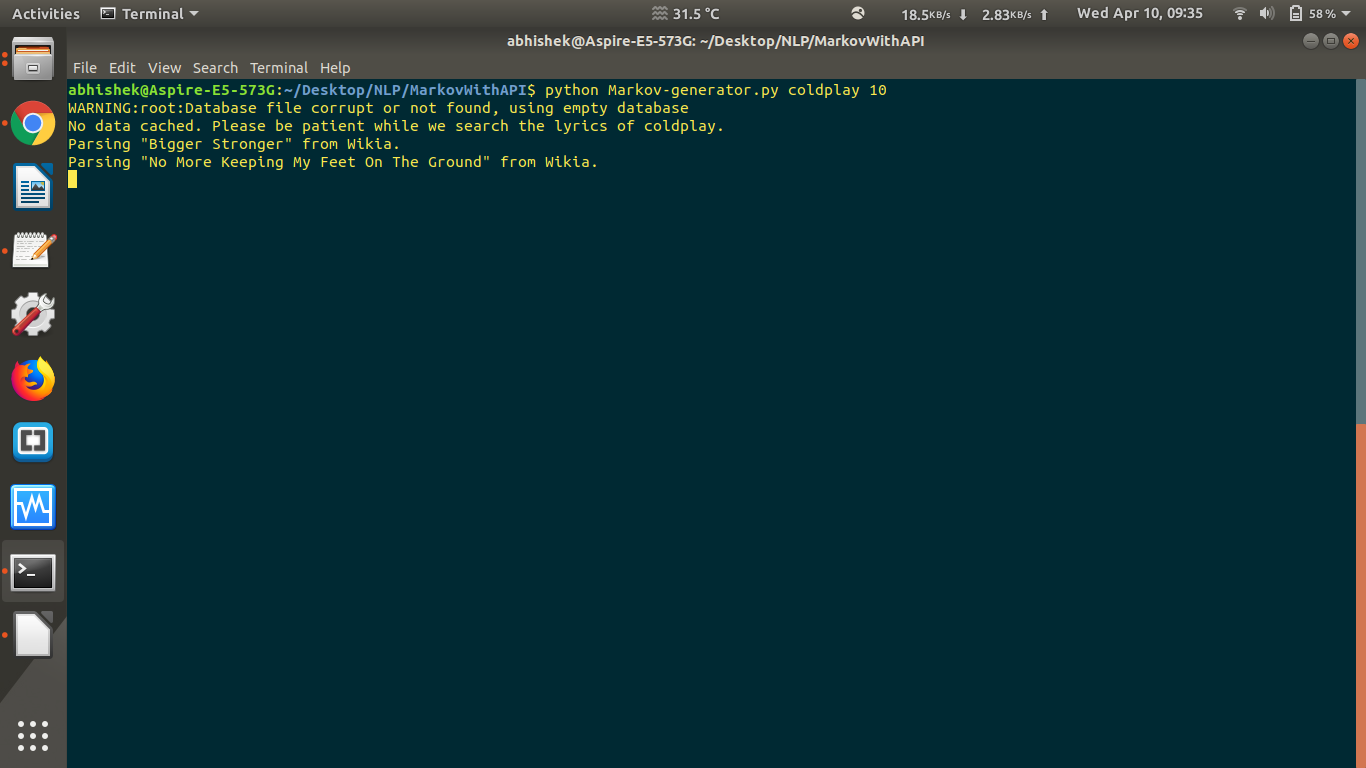 Activities Terminal 31.5 °C 18.5KB/s ⬇ 2.83KB/s ⬆ Wed Apr 10, 09:35 58 %
abhishek@Aspire-E5-573G: ~/Desktop/NLP/MarkovWithAPI
File Edit View Search Terminal Help
abhishek@Aspire-E5-573G:~/Desktop/NLP/MarkovWithAPI$ python Markov-generator.py coldplay 10
WARNING:root:Database file corrupt or not found, using empty database
No data cached. Please be patient while we search the lyrics of coldplay.
Parsing "Bigger Stronger" from Wikia.
Parsing "No More Keeping My Feet On The Ground" from Wikia.